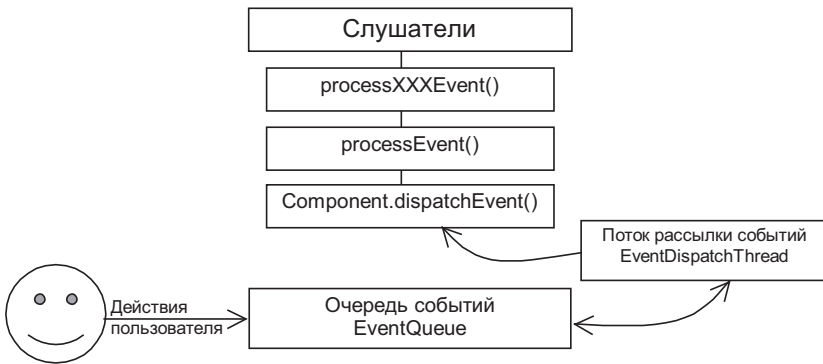 Слушатели
processXXXEvent()
processEvent()
Component.dispatchEvent()
Поток рассылки событий
EventDispatchThread
Действия
пользователя
Очередь событий
EventQueue